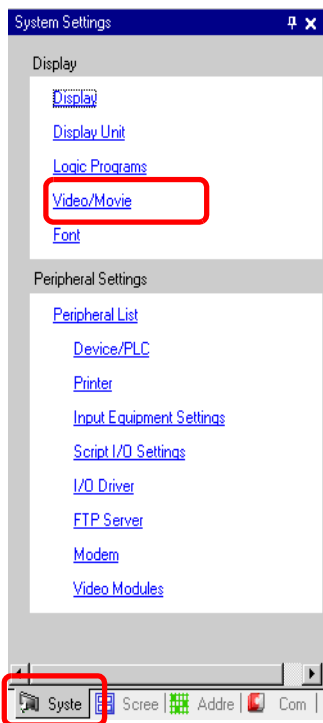 System Settings
Display
Display
Display Unit
Logic Programs
Video/Movie
Font
Peripheral Settings
Peripheral List
Device/PLC
Printer
Input Equipment Settings
Script I/O Settings
I/O Driver
FTP Server
Modem
Video Modules
Syste Scree Addre Com